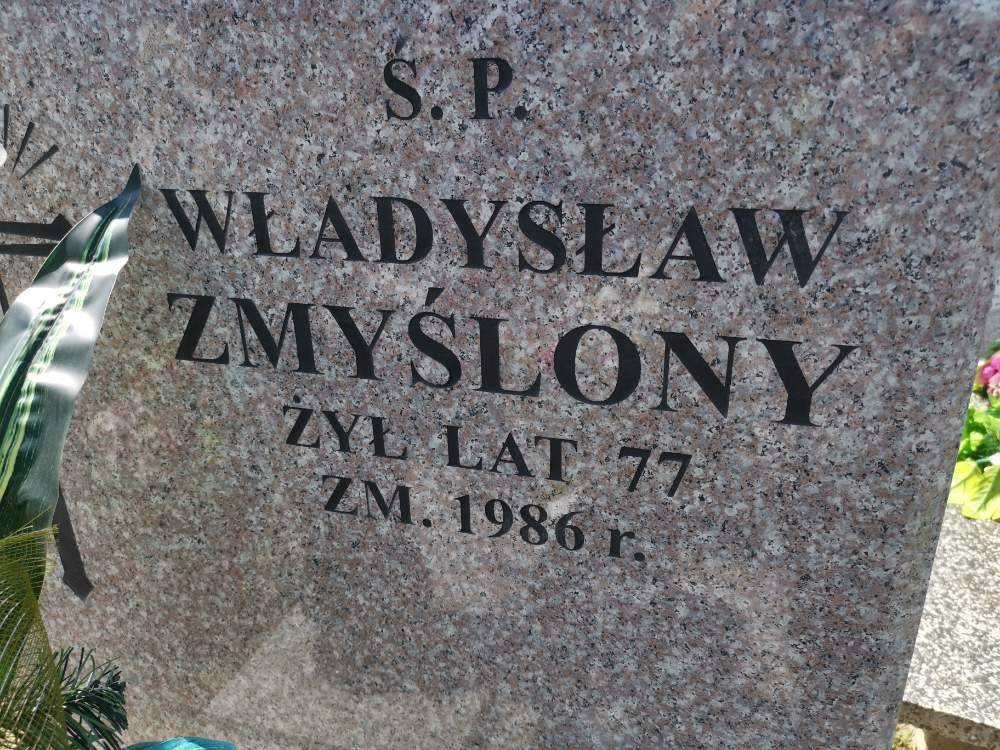 Ś. P.
WŁADYSŁAW
ZMYŚLONY
ŻYŁ LAT 77
ZM. 1986 r.